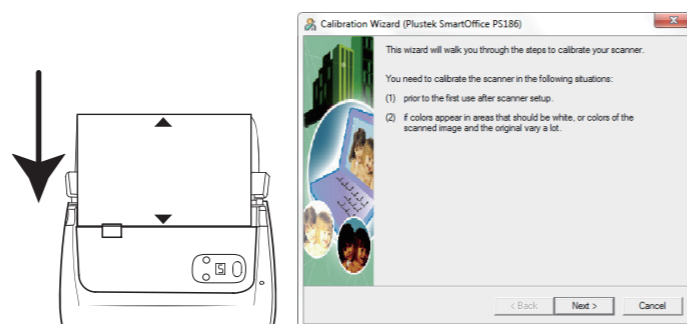 Calibration Wizard (Plustek SmartOffice PS186)
This wizard will walk you through the steps to calibrate your scanner.
You need to calibrate the scanner in the following situations:
(1) prior to the first use after scanner setup.
(2) if colors appear in areas that should be white, or colors of the
scanned image and the original vary a lot.
< Back Next > Cancel